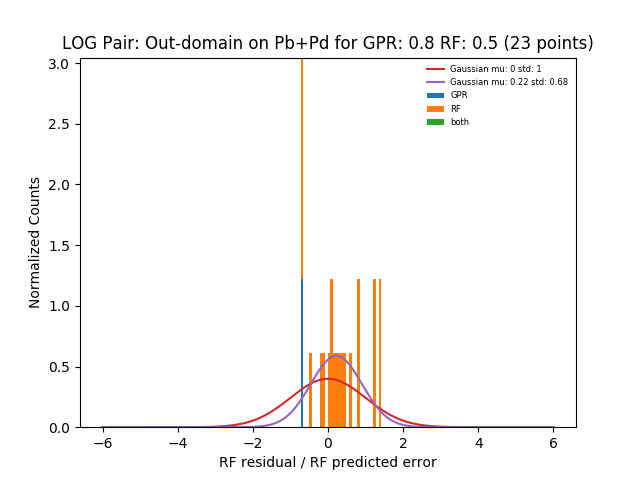 LOG Pair: Out-domain on Pb+Pd for GPR: 0.8 RF: 0.5 (23 points)
Gaussian mu: 0 std: 1
Gaussian mu: 0.22 std: 0.68
GPR
RF
both
Normalized Counts
3.0
2.5
2.0
1.5
1.0
0.5
0.0
−6 −4 −2 0 2 4 6
RF residual / RF predicted error